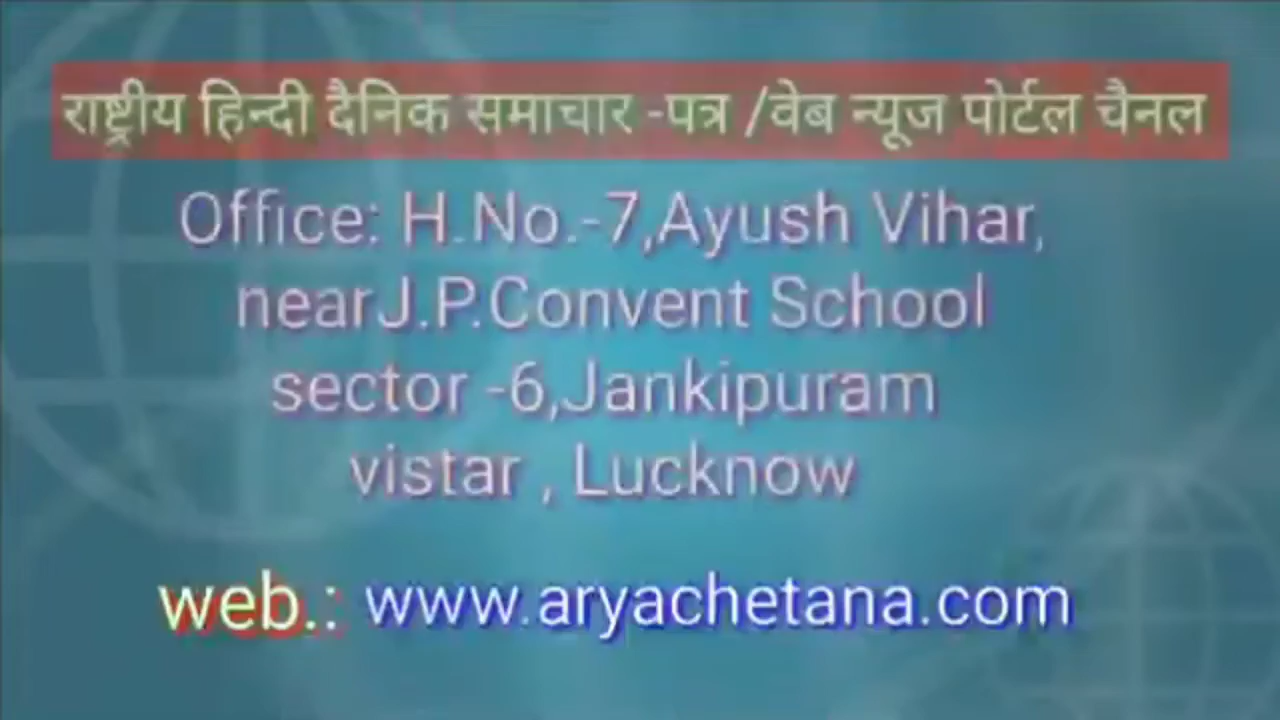 राष्ट्रीय हिन्दी दैनिक समाचार -पत्र /वेब न्यूज पोर्टल चैनल
Office: H.No.-7,Ayush Vihar,
nearJ.P.Convent School
sector -6,Jankipuram
vistar , Lucknow
web.: www.aryachetana.com